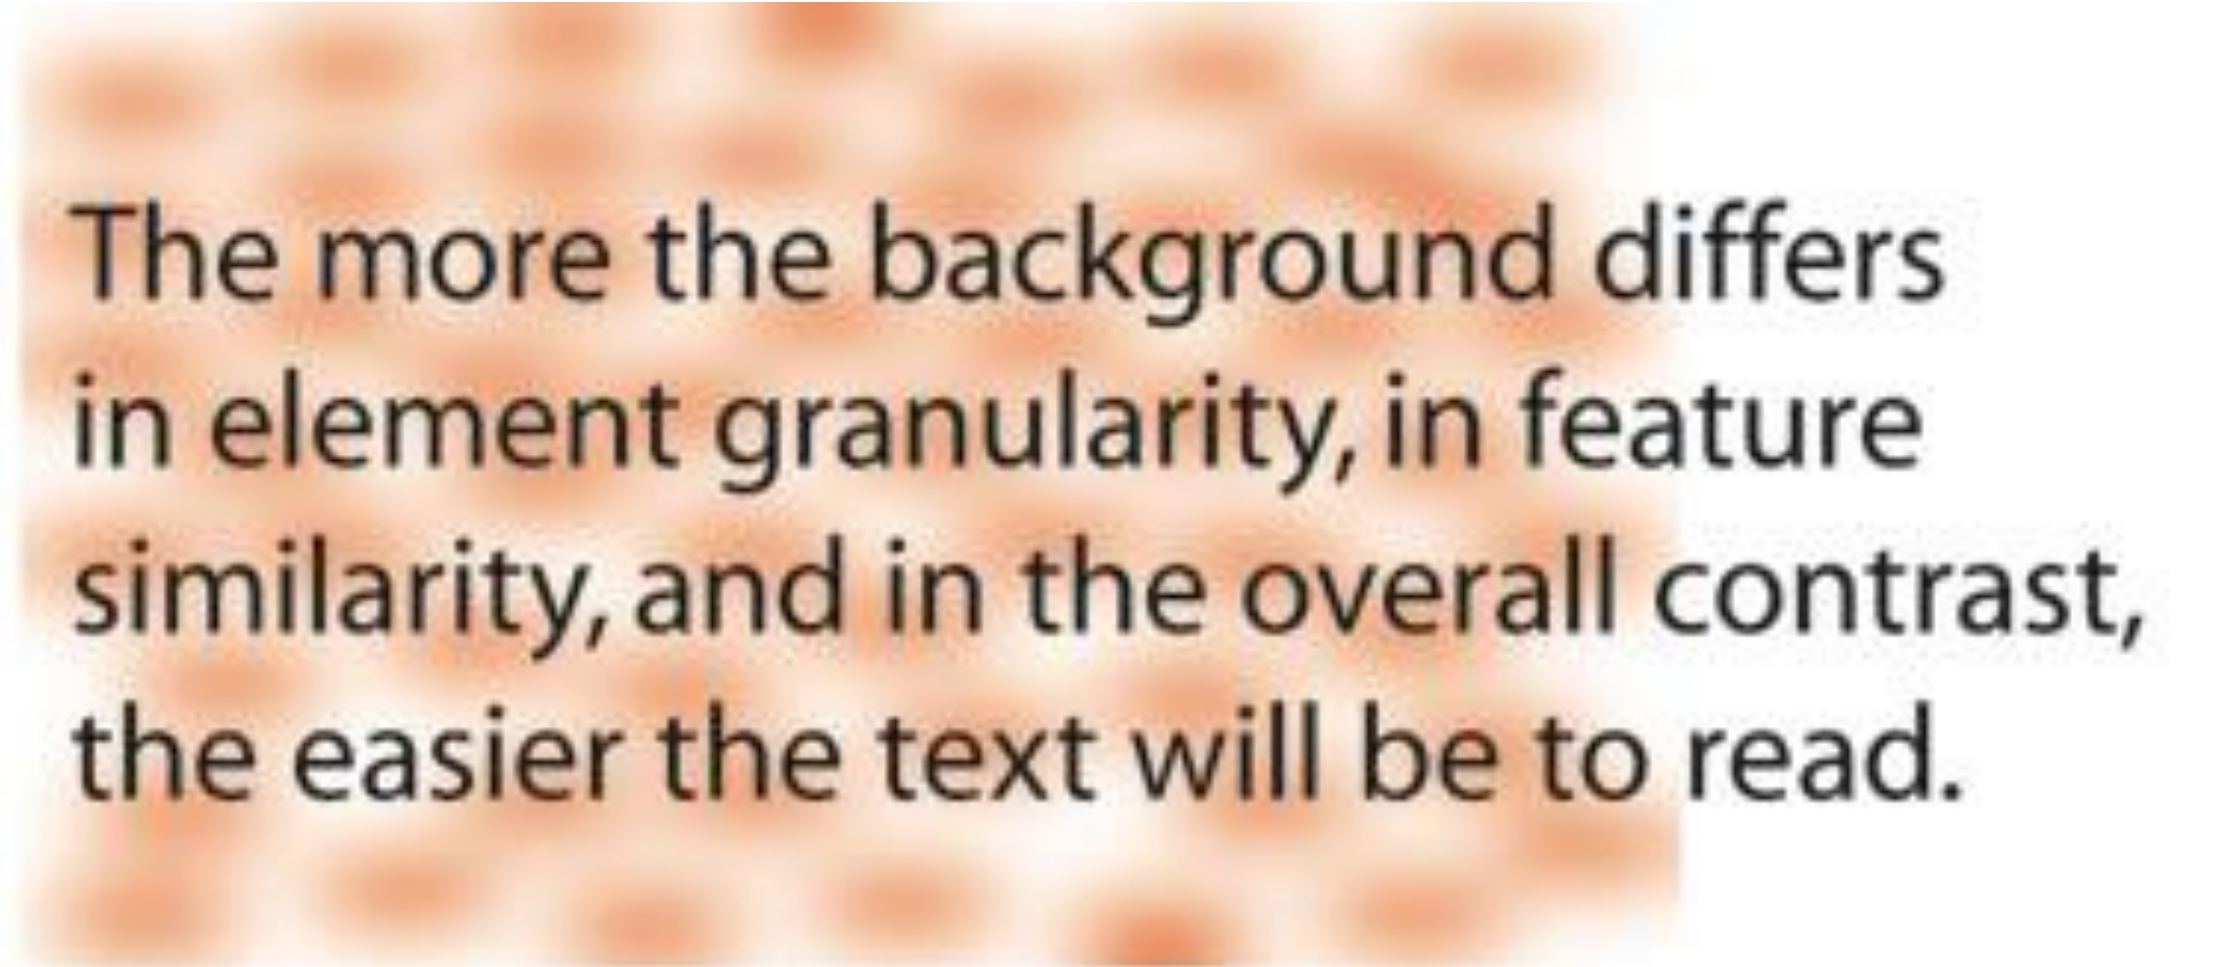 The more the background differs
in element granularity, in feature
similarity, and in the overall contrast,
the easier the text will be to read.